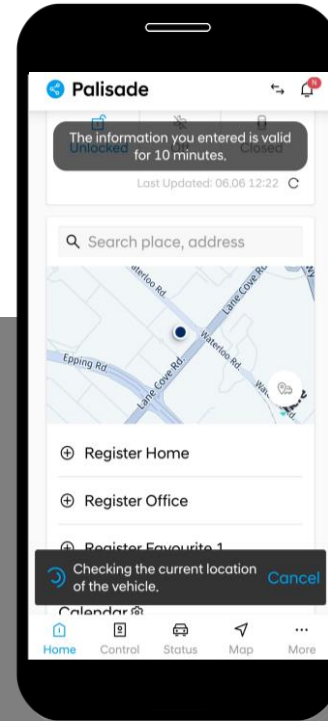 Palisade
N
The information you entered is valid
for 10 minutes.
Unlocked
Off
Closed
Last Updated: 06.06 12:22
Search place, address
Waterloo Rd.
Lane Cove Rd.
Epping Rd.
Waterloo Rd.
Lane Cove Rd.
Register Home
Register Office
Register Favourite 1
Checking the current location
of the vehicle.
Cancel
Calendar
Home
Control
Status
Map
More